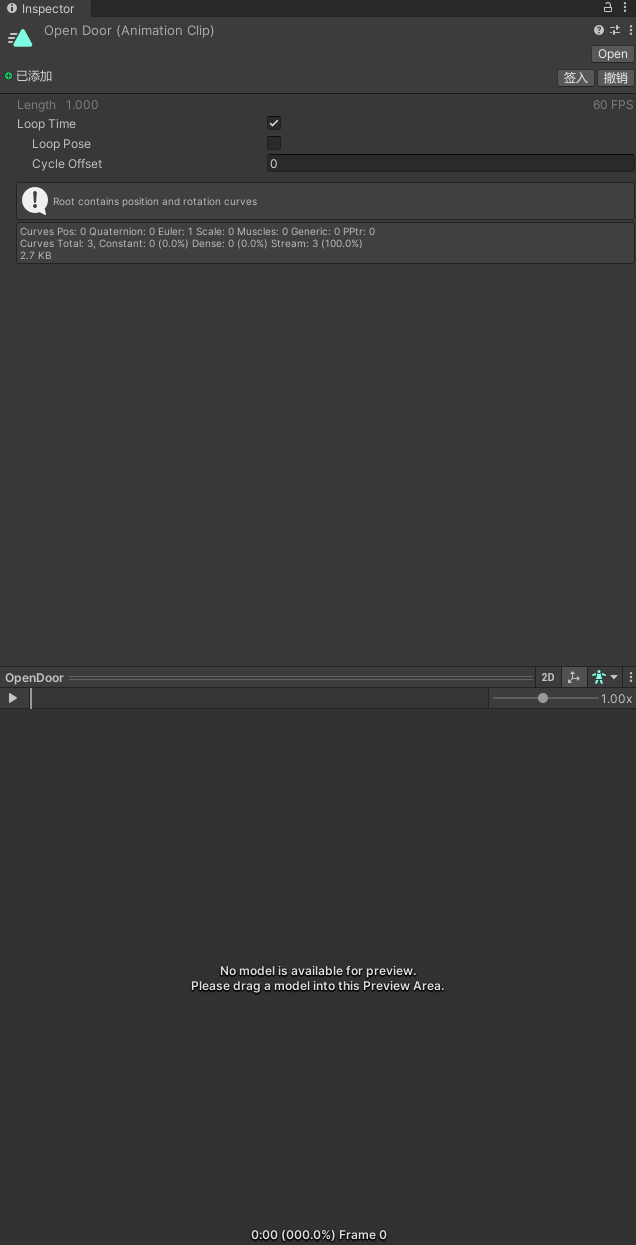 Inspector
Open Door (Animation Clip)
Open
已添加
签入 撤销
Length 1.000 60 FPS
Loop Time
Loop Pose
Cycle Offset 0
Root contains position and rotation curves
Curves Pos: 0 Quaternion: 0 Euler: 1 Scale: 0 Muscles: 0 Generic: 0 PPtr: 0
Curves Total: 3, Constant: 0 (0.0%) Dense: 0 (0.0%) Stream: 3 (100.0%)
2.7 KB
OpenDoor 2D
1.00x
No model is available for preview.
Please drag a model into this Preview Area.
0:00 (000.0%) Frame 0